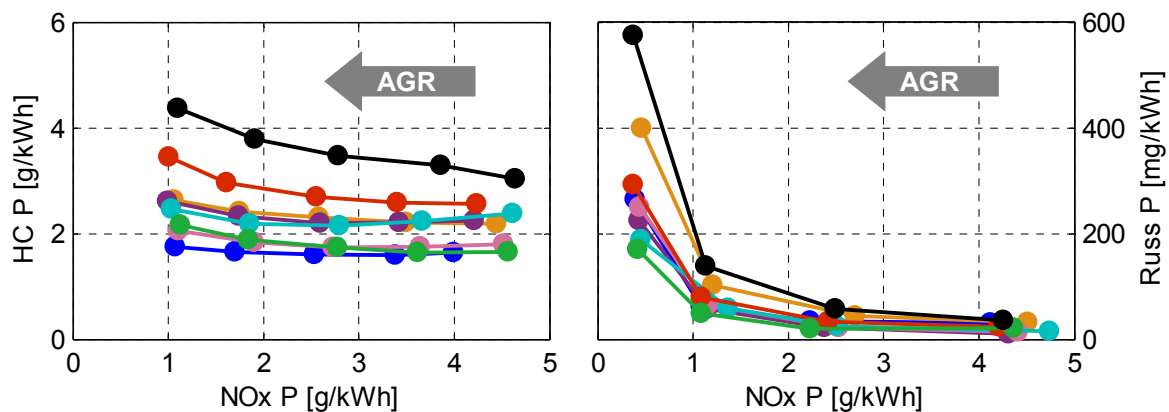 6
4
2
0
HC P [g/kWh]
AGR
0 1 2 3 4 5
NOx P [g/kWh]
AGR
600
400
200
0
Russ P [mg/kWh]
0 1 2 3 4 5
NOx P [g/kWh]